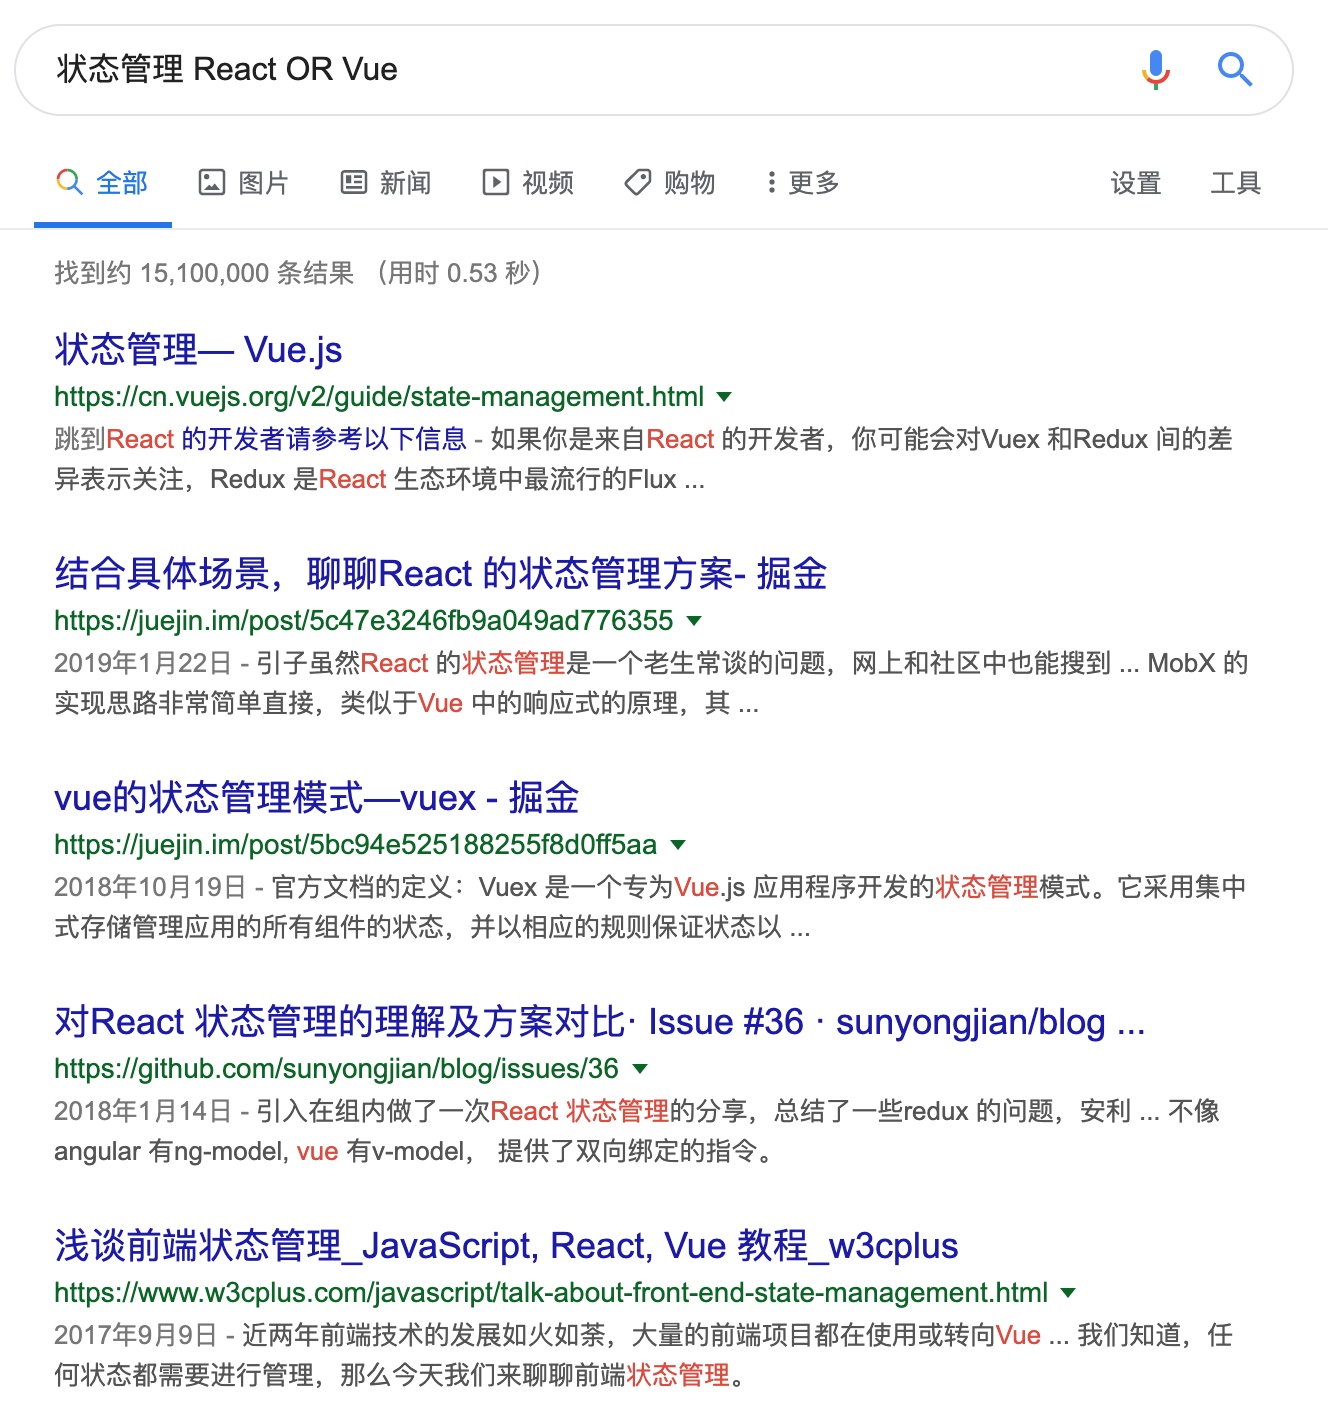 状态管理 React OR Vue
全部 图片 新闻 视频 购物 更多 设置 工具
找到约 15,100,000 条结果 （用时 0.53 秒）
状态管理— Vue.js
https://cn.vuejs.org/v2/guide/state-management.html
跳到React 的开发者请参考以下信息 - 如果你是来自React 的开发者，你可能会对Vuex 和Redux 间的差
异表示关注，Redux 是React 生态环境中最流行的Flux ...
结合具体场景，聊聊React 的状态管理方案- 掘金
https://juejin.im/post/5c47e3246fb9a049ad776355
2019年1月22日 - 引子虽然React 的状态管理是一个老生常谈的问题，网上和社区中也能搜到 ... MobX 的
实现思路非常简单直接，类似于Vue 中的响应式的原理，其 ...
vue的状态管理模式—vuex - 掘金
https://juejin.im/post/5bc94e525188255f8d0ff5aa
2018年10月19日 - 官方文档的定义：Vuex 是一个专为Vue.js 应用程序开发的状态管理模式。它采用集中
式存储管理应用的所有组件的状态，并以相应的规则保证状态以 ...
对React 状态管理的理解及方案对比· Issue #36 · sunyongjian/blog ...
https://github.com/sunyongjian/blog/issues/36
2018年1月14日 - 引入在组内做了一次React 状态管理的分享，总结了一些redux 的问题，安利 ... 不像
angular 有ng-model, vue 有v-model， 提供了双向绑定的指令。
浅谈前端状态管理_JavaScript, React, Vue 教程_w3cplus
https://www.w3cplus.com/javascript/talk-about-front-end-state-management.html
2017年9月9日 - 近两年前端技术的发展如火如荼，大量的前端项目都在使用或转向Vue ... 我们知道，任
何状态都需要进行管理，那么今天我们来聊聊前端状态管理。